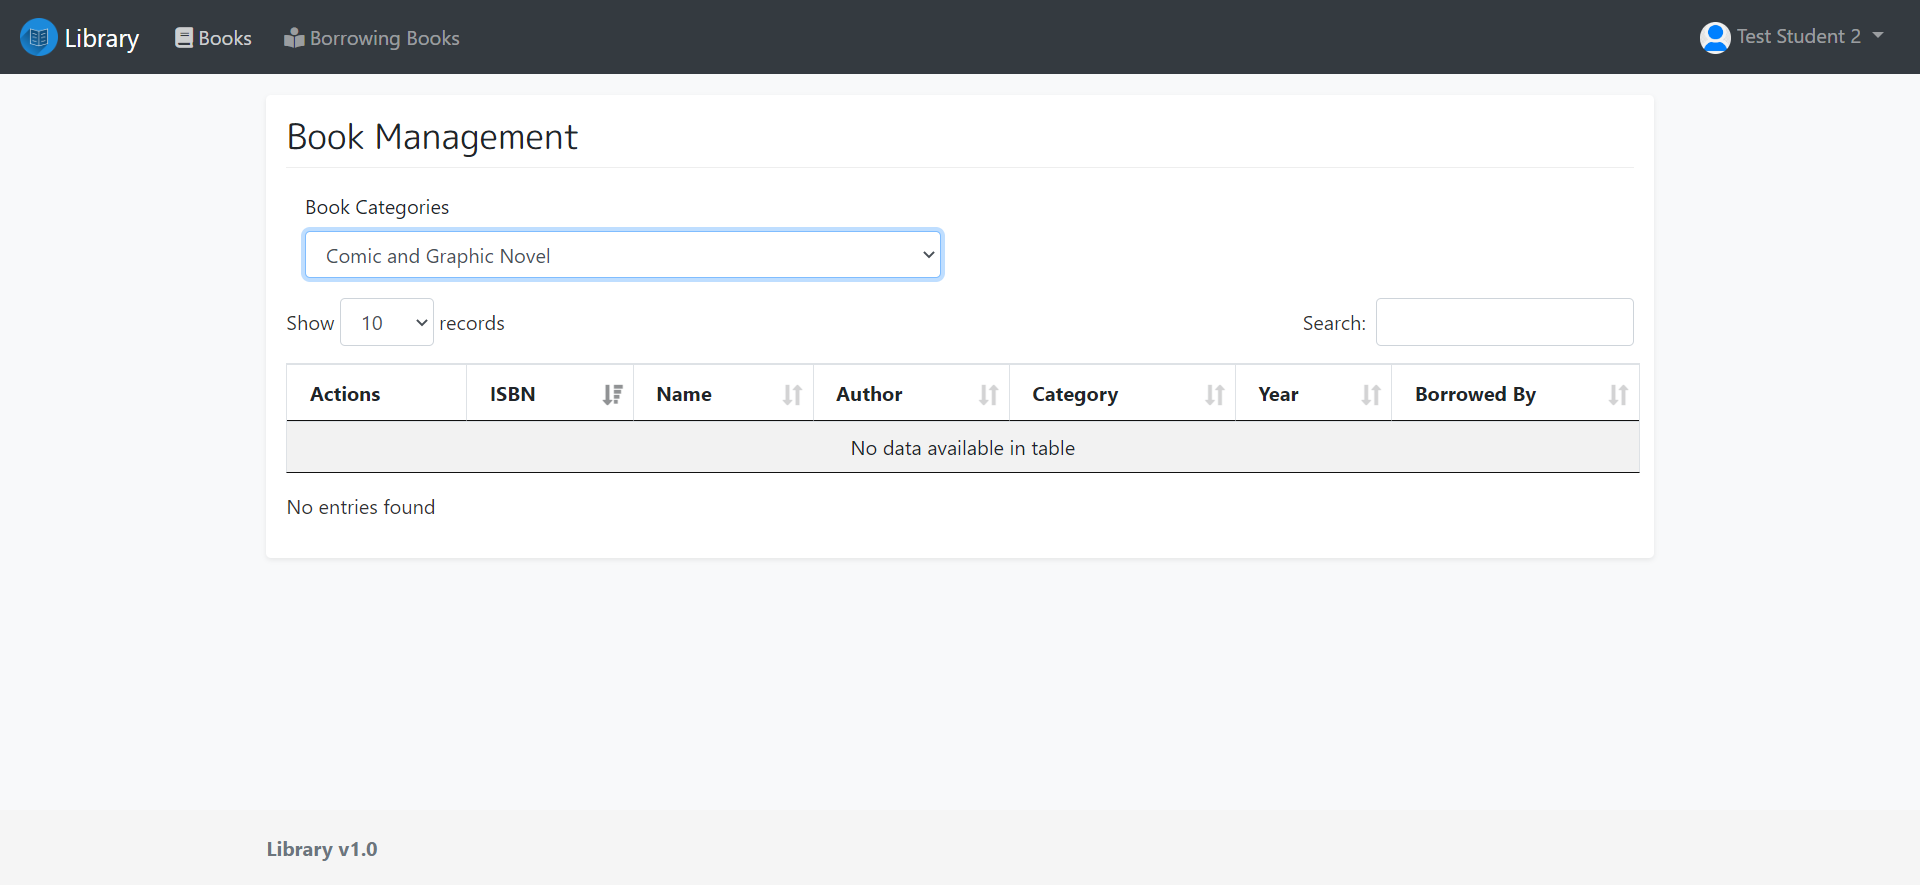 Library Books Borrowing Books Test Student 2
Book Management
Book Categories
Comic and Graphic Novel
Show 10 records Search:
Actions ISBN Name Author Category Year Borrowed By
No data available in table
No entries found
Library v1.0